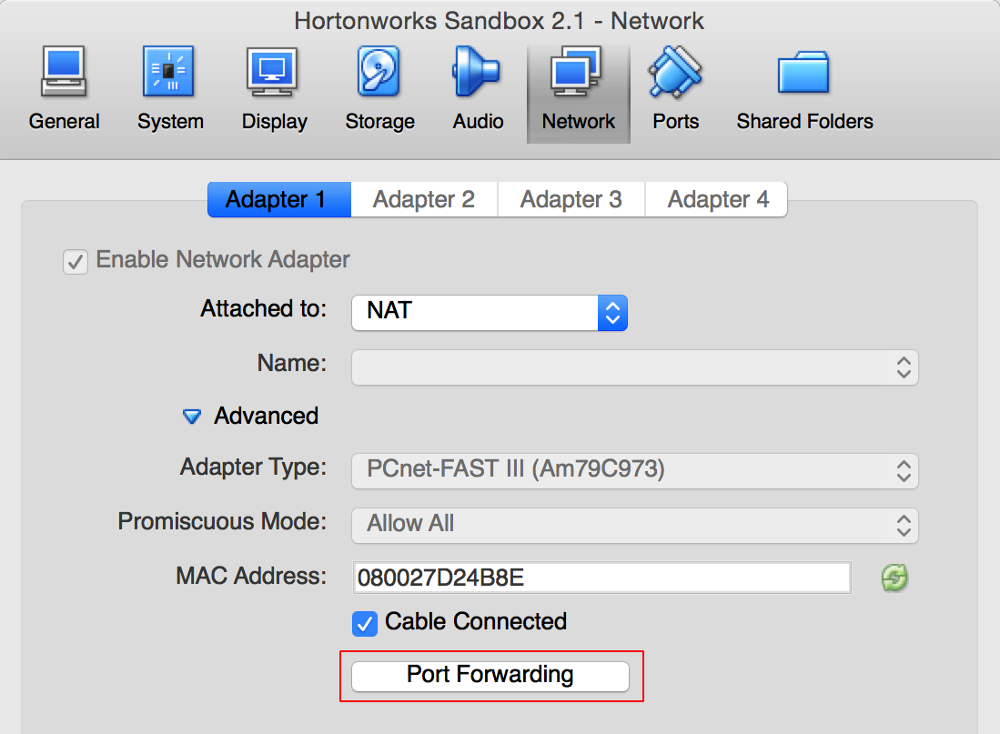 Hortonworks Sandbox 2.1 - Network
General System Display Storage Audio Network Ports Shared Folders
Adapter 1 Adapter 2 Adapter 3 Adapter 4
Enable Network Adapter
Attached to: NAT
Name:
Advanced
Adapter Type: PCnet-FAST III (Am79C973)
Promiscuous Mode: Allow All
MAC Address: 080027D24B8E
Cable Connected
Port Forwarding